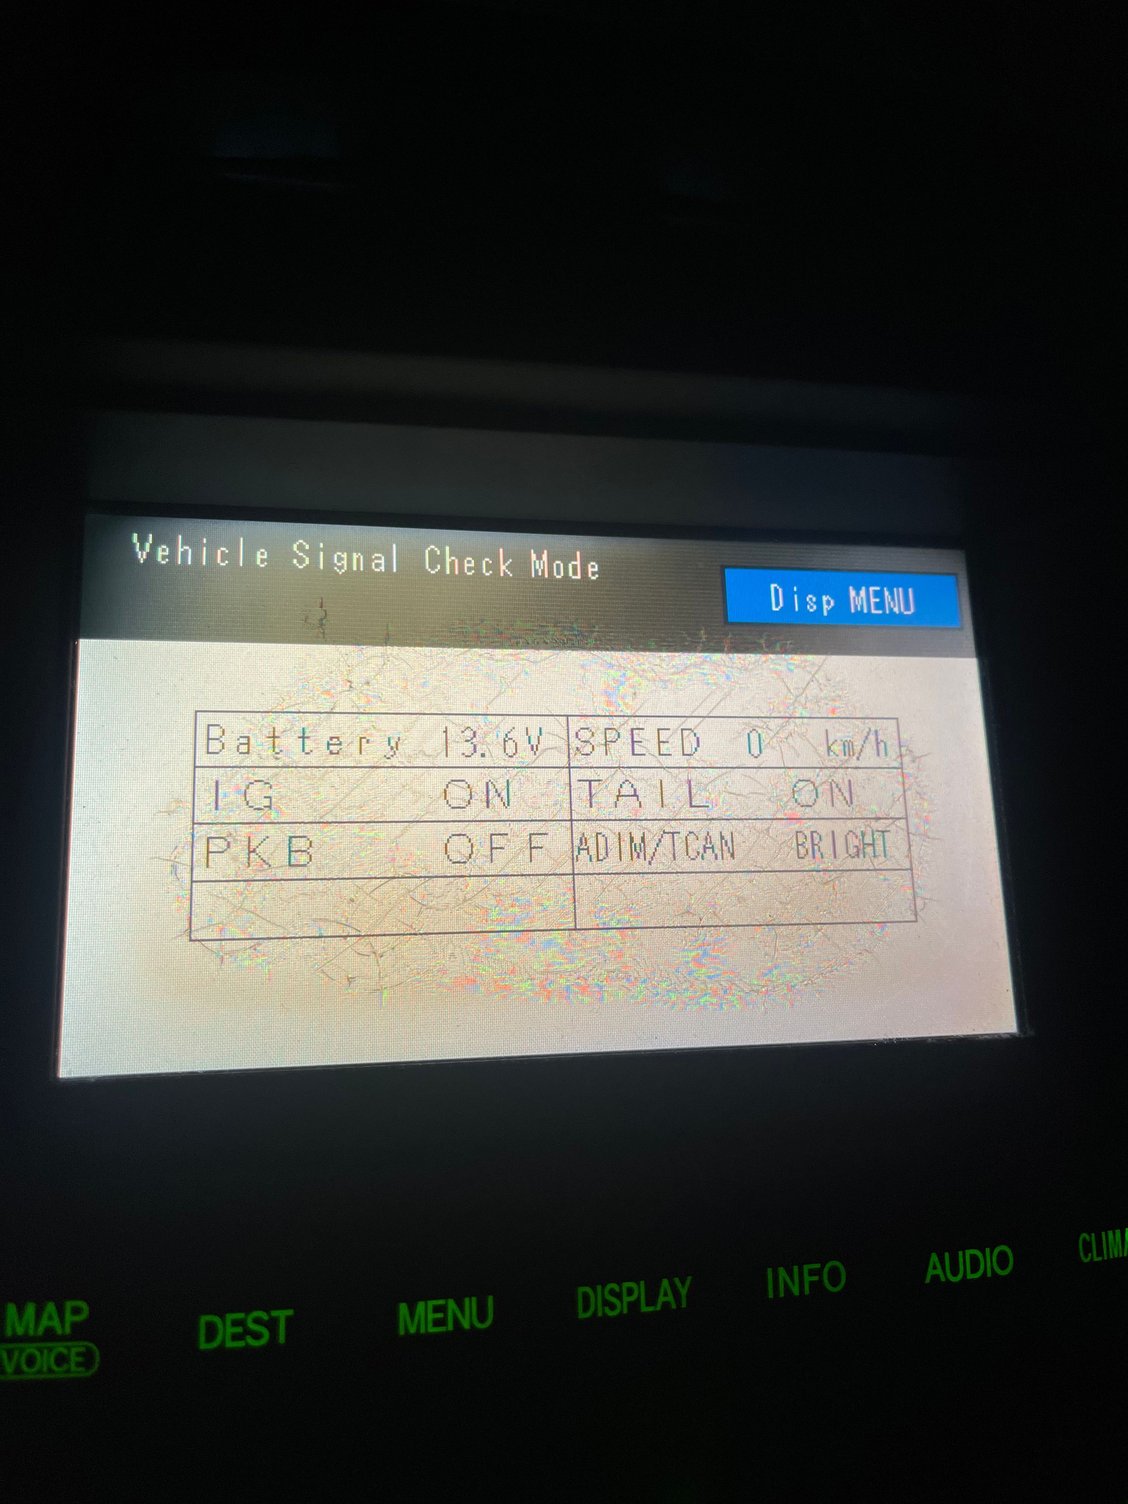 Vehicle Signal Check Mode
Disp MENU
Battery 13.6V SPEED 0 km/h
IG ON TAIL ON
PKB OFF ADIM/TCAN BRIGHT
MAP DEST MENU DISPLAY INFO AUDIO
VOICE